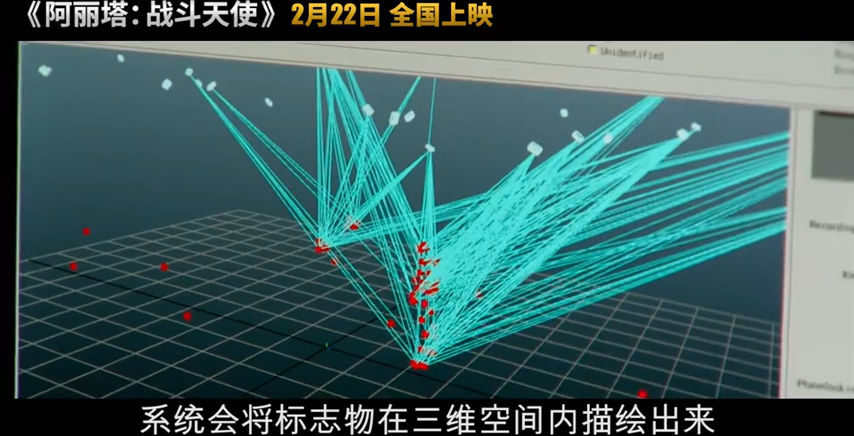 《阿丽塔：战斗天使》 2月22日 全国上映
Unidentified
Recording
系统会将标志物在三维空间内描绘出来